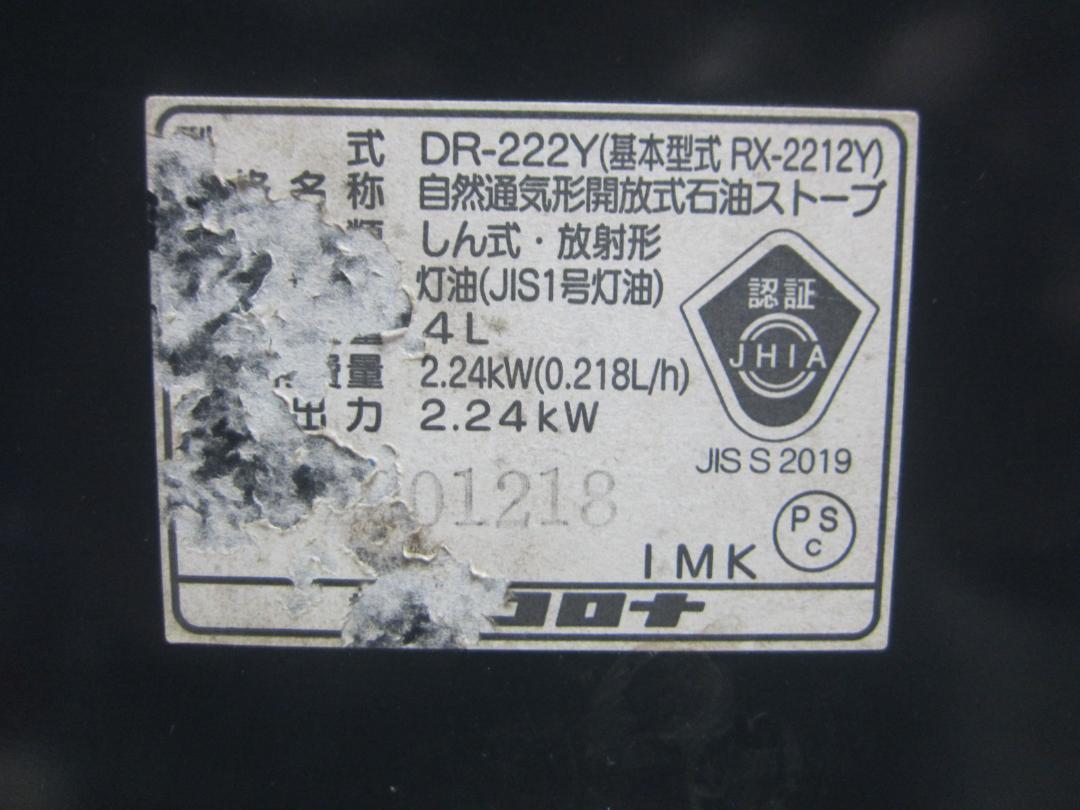 式 DR-222Y(基本型式 RX-2212Y)
名称 自然通気形開放式石油ストーブ
しん式・放射形
灯油(JIS1号灯油)
4L
費量 2.24kW(0.218L/h)
出力 2.24kW
認証
JHIA
JIS S 2019
01218
PS
C
IMK
コロナ